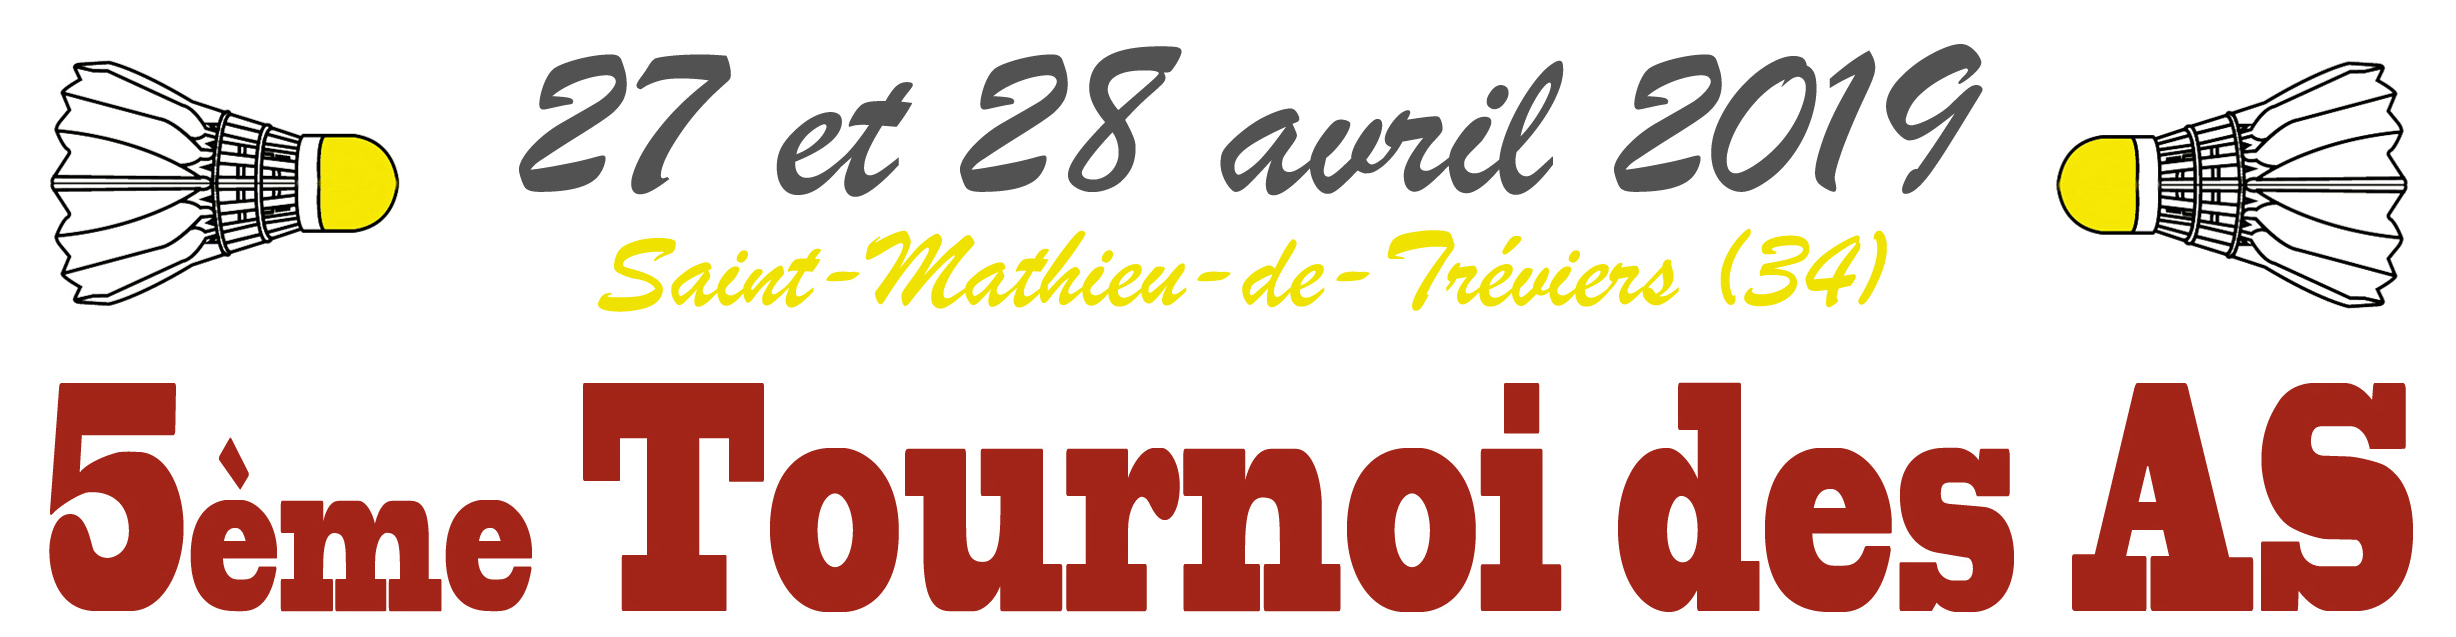 27 et 28 avril 2019
Saint-Mathieu-de-Tréviers (34)
5ème Tournoi des AS